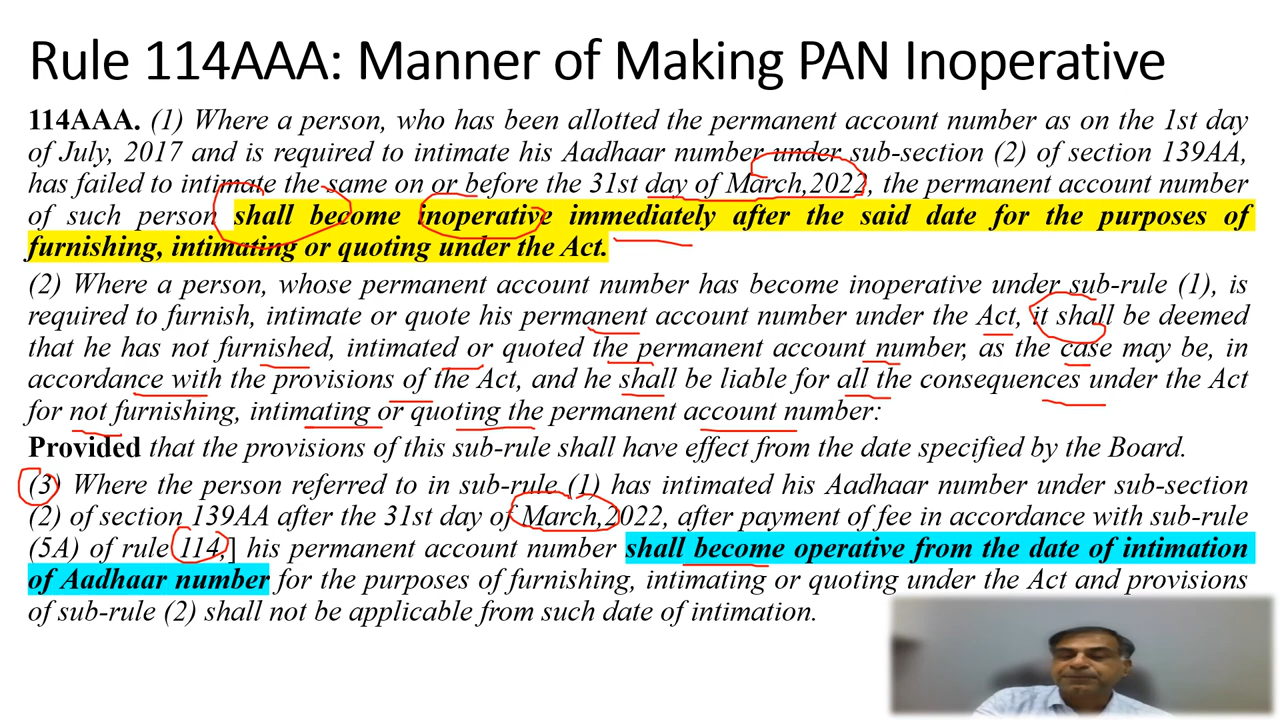 Rule 114AAA: Manner of Making PAN Inoperative
114AAA. (1) Where a person, who has been allotted the permanent account number as on the 1st day
of July, 2017 and is required to intimate his Aadhaar number under sub-section (2) of section 139AA,
has failed to intimate the same on or before the 31st day of March,2022, the permanent account number
of such person shall become inoperative immediately after the said date for the purposes of
furnishing, intimating or quoting under the Act.
(2) Where a person, whose permanent account number has become inoperative under sub-rule (1), is
required to furnish, intimate or quote his permanent account number under the Act, it shall be deemed
that he has not furnished, intimated or quoted the permanent account number, as the case may be, in
accordance with the provisions of the Act, and he shall be liable for all the consequences under the Act
for not furnishing, intimating or quoting the permanent account number:
Provided that the provisions of this sub-rule shall have effect from the date specified by the Board.
(3) Where the person referred to in sub-rule (1) has intimated his Aadhaar number under sub-section
(2) of section 139AA after the 31st day of March,2022, after payment of fee in accordance with sub-rule
(5A) of rule 114,] his permanent account number shall become operative from the date of intimation
of Aadhaar number for the purposes of furnishing, intimating or quoting under the Act and provisions
of sub-rule (2) shall not be applicable from such date of intimation.